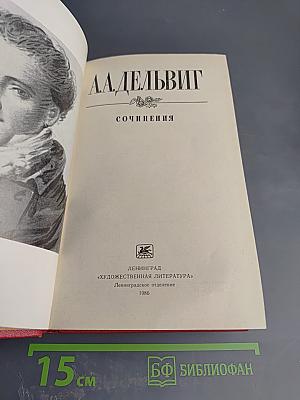 А.А.ДЕЛЬВИГ
СОЧИНЕНИЯ
ЛЕНИНГРАД
«ХУДОЖЕСТВЕННАЯ ЛИТЕРАТУРА»
Ленинградское отделение
1986
15 см
БФ БИБЛИОФАН